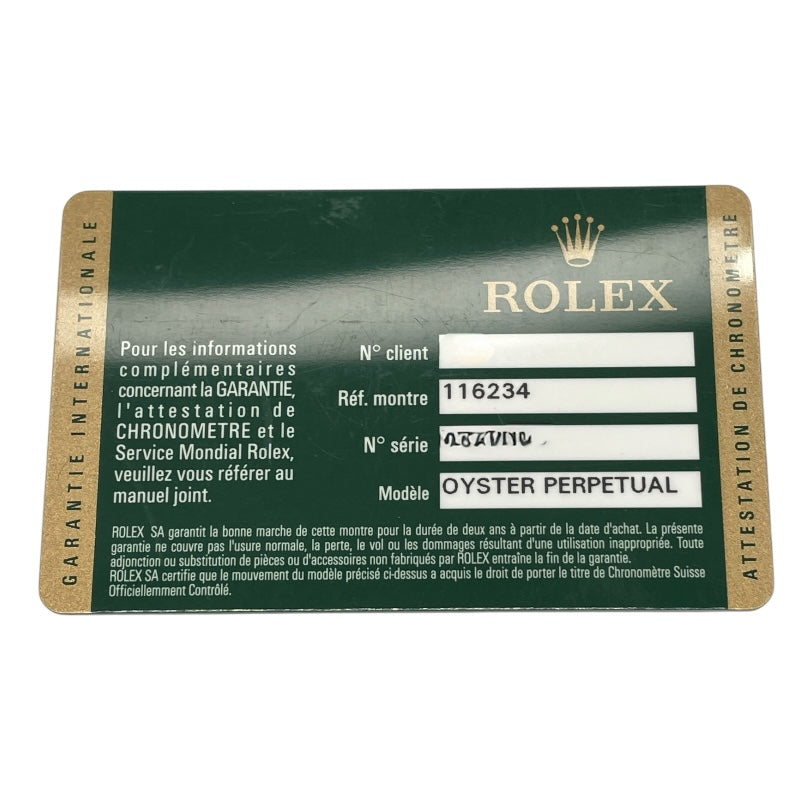 GARANTIE INTERNATIONALE
ROLEX
Pour les informations
complémentaires
concernant la GARANTIE,
l'attestation de
CHRONOMETRE et le
Service Mondial Rolex,
veuillez vous référer au
manuel joint.
N° client
Réf. montre 116234
N° série
Modèle OYSTER PERPETUAL
ROLEX SA garantit la bonne marche de cette montre pour la durée de deux ans à partir de la date d'achat. La présente
garantie ne couvre pas l'usure normale, la perte, le vol ou les dommages résultant d'une utilisation inappropriée. Toute
adjonction ou substitution de pièces ou d'accessoires non fabriqués par ROLEX entraîne la fin de la garantie.
ROLEX SA certifie que le mouvement du modèle précisé ci-dessus a acquis le droit de porter le titre de Chronomètre Suisse
Officiellemment Contrôlé.
ATTESTATION DE CHRONOMETRE